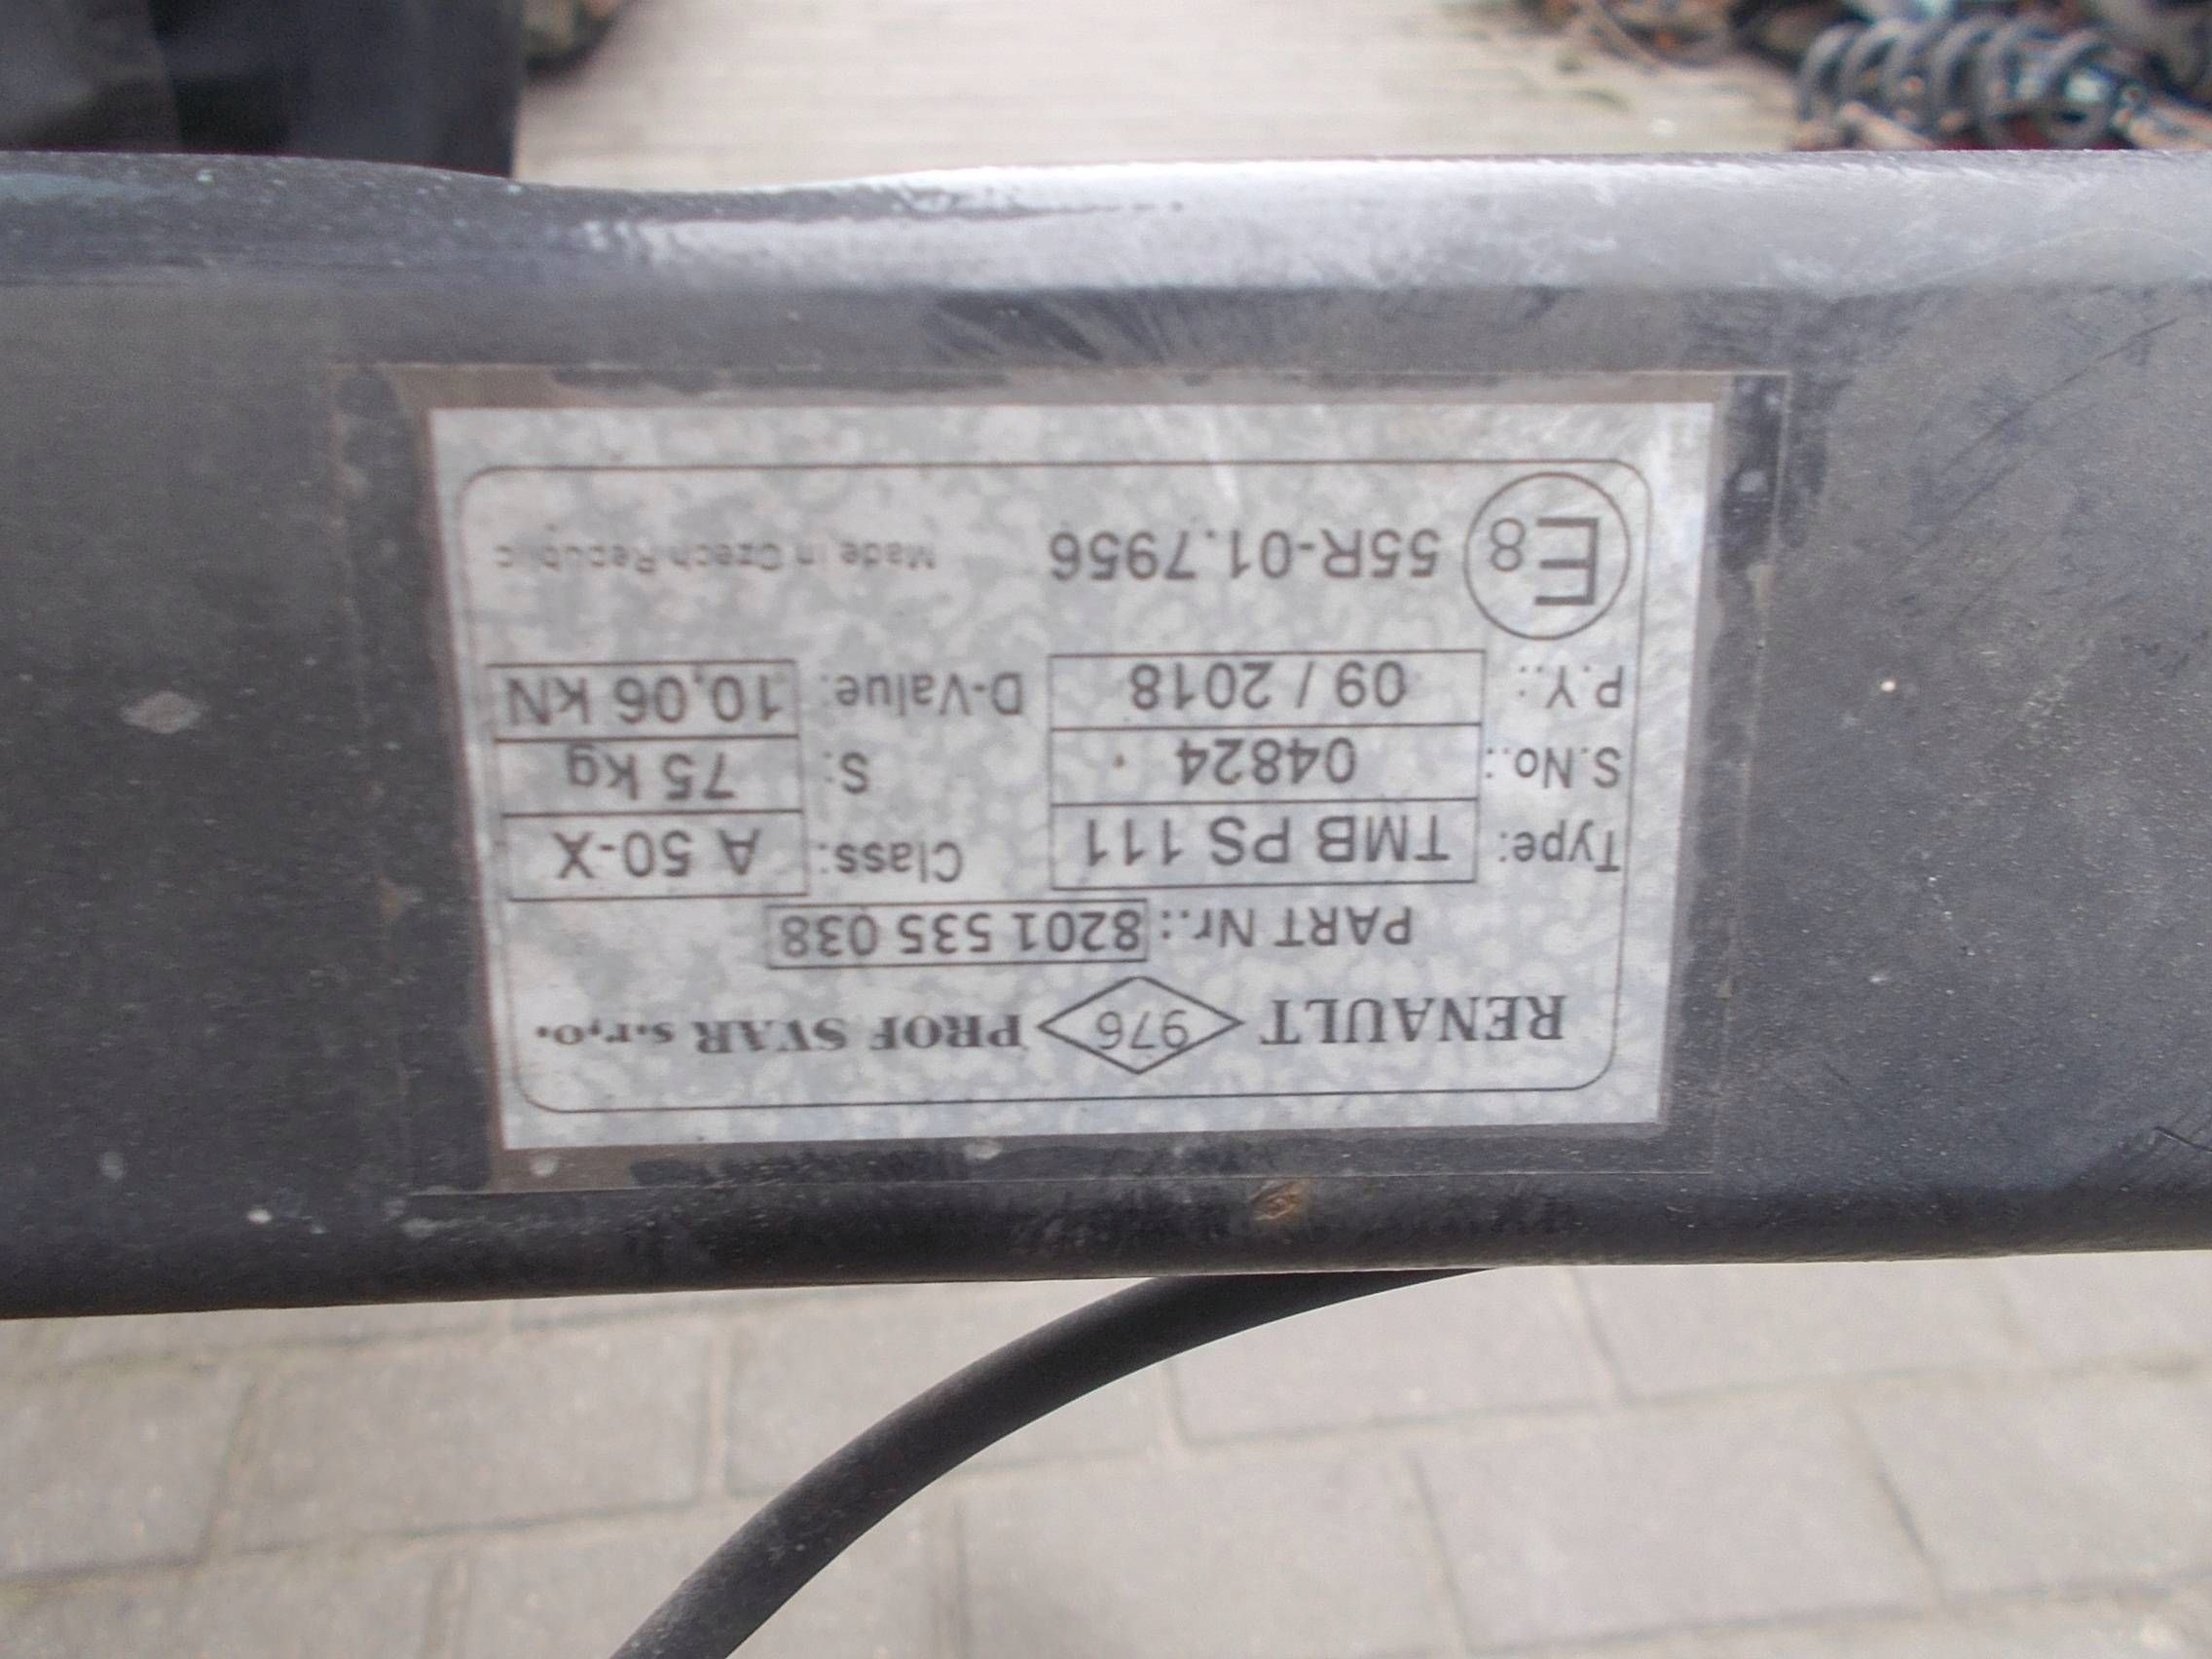 RENAULT 976 PROF SVAR s.r.o.
PART Nr.: 8201 535 038
Type: TMB PS 111 Class: A 50-X
S.No.: 04824 S: 75 kg
P.Y.: 09 / 2018 D-Value: 10,06 kN
E8 55R-01.7956 Made in Czech Republic